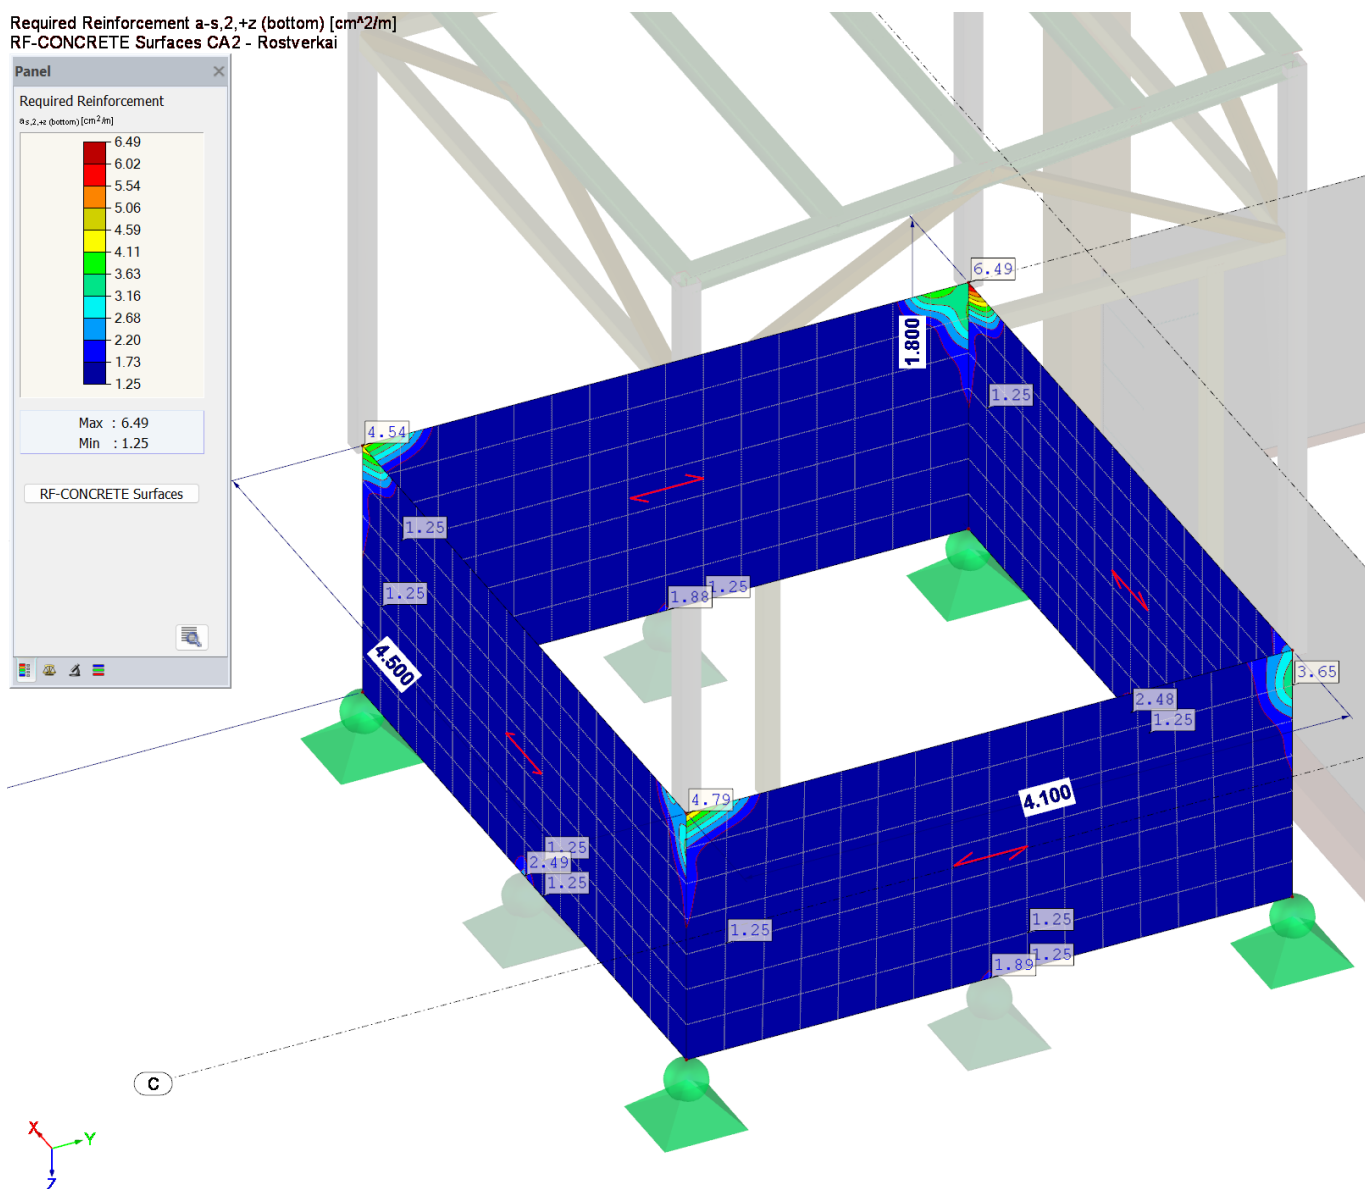 Required Reinforcement a-s,2,+z (bottom) [cm^2/m]
RF-CONCRETE Surfaces CA2 - Rostverkai
Panel
Required Reinforcement
a s,2,+z (bottom) [cm²/m]
6.49
6.02
5.54
5.06
4.59
4.11
3.63
3.16
2.68
2.20
1.73
1.25
Max : 6.49
Min : 1.25
RF-CONCRETE Surfaces
6.49
1.800
1.25
4.54
1.25
1.25
1.88
1.25
4.500
3.65
2.48
1.25
4.79
4.100
1.25
2.49
1.25
1.25
1.25
1.25
1.89
C
X
Y
Z